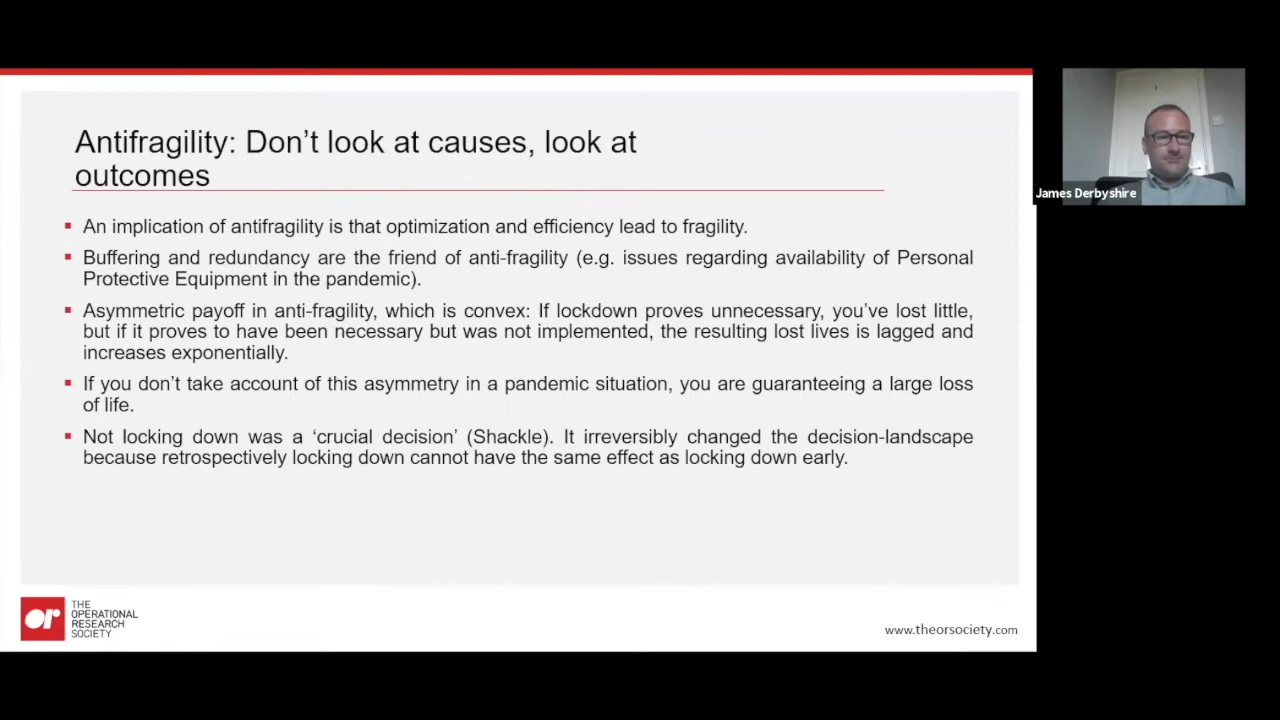 Antifragility: Don't look at causes, look at
outcomes
An implication of antifragility is that optimization and efficiency lead to fragility.
Buffering and redundancy are the friend of anti-fragility (e.g. issues regarding availability of Personal
Protective Equipment in the pandemic).
Asymmetric payoff in anti-fragility, which is convex: If lockdown proves unnecessary, you've lost little,
but if it proves to have been necessary but was not implemented, the resulting lost lives is lagged and
increases exponentially.
If you don't take account of this asymmetry in a pandemic situation, you are guaranteeing a large loss
of life.
Not locking down was a 'crucial decision' (Shackle). It irreversibly changed the decision-landscape
because retrospectively locking down cannot have the same effect as locking down early.
or
THE
OPERATIONAL
RESEARCH
SOCIETY
www.theorsociety.com
James Derbyshire